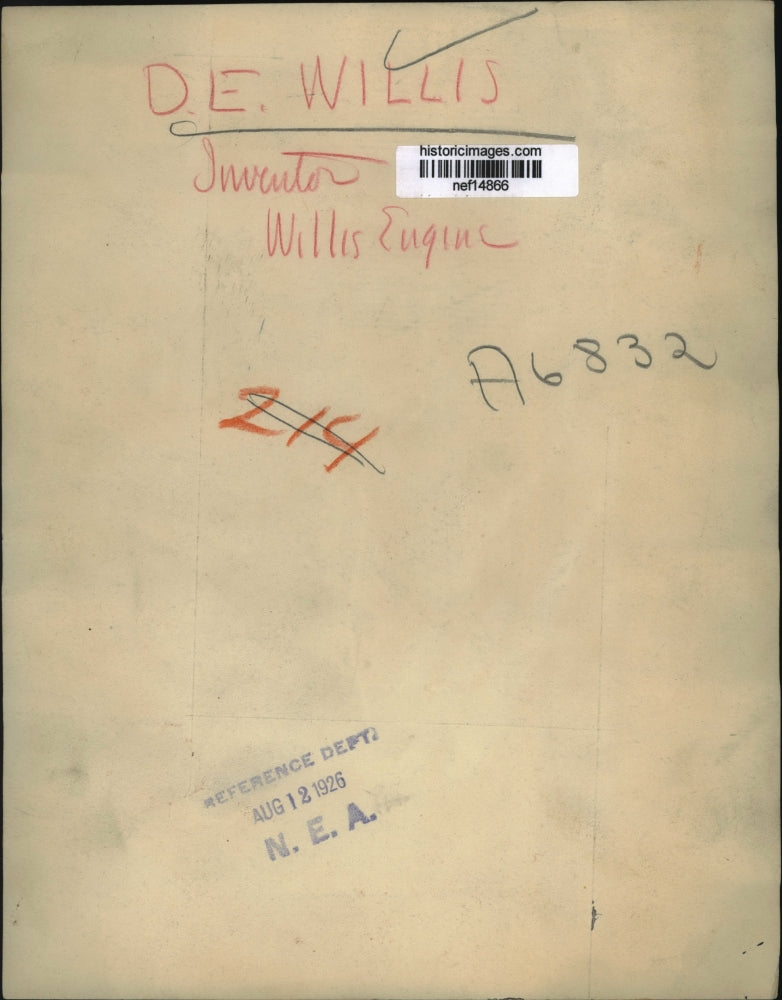 D.E. WILLIS
Inventor
historicimages.com
nef14866
Willis Engine
A6832
214
REFERENCE DEPT.
AUG 12 1926
N. E. A.